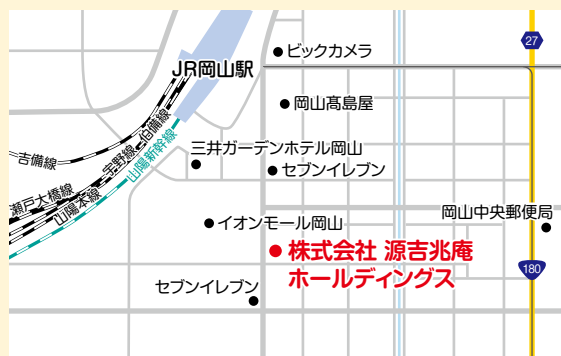 ビックカメラ
27
JR岡山駅
岡山髙島屋
伯備線
宇野線
吉備線
山陽新幹線
三井ガーデンホテル岡山
セブンイレブン
瀬戸大橋線
山陽本線
イオンモール岡山
岡山中央郵便局
株式会社 源吉兆庵
ホールディングス
180
セブンイレブン